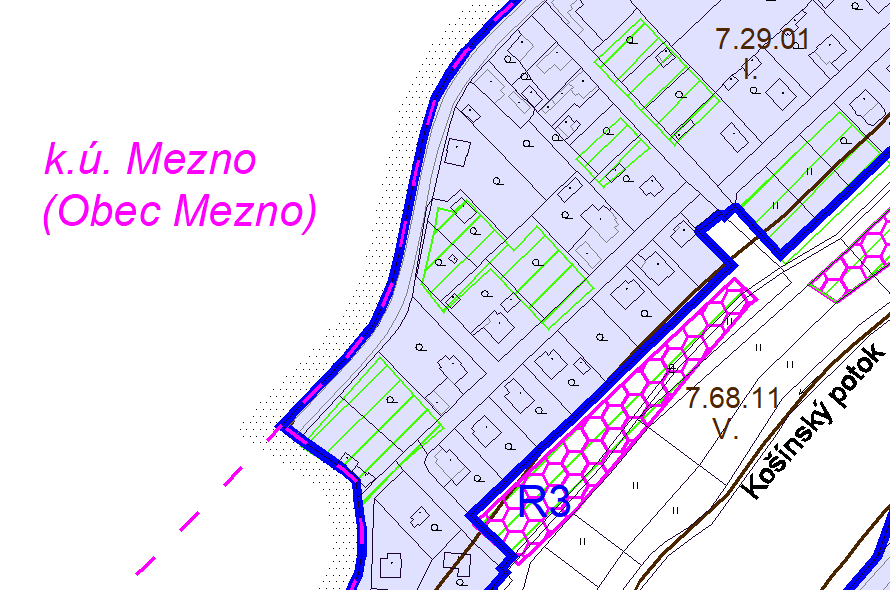 7.29.01
I.
k.ú. Mezno
(Obec Mezno)
7.68.11
V.
Košínský potok
R3